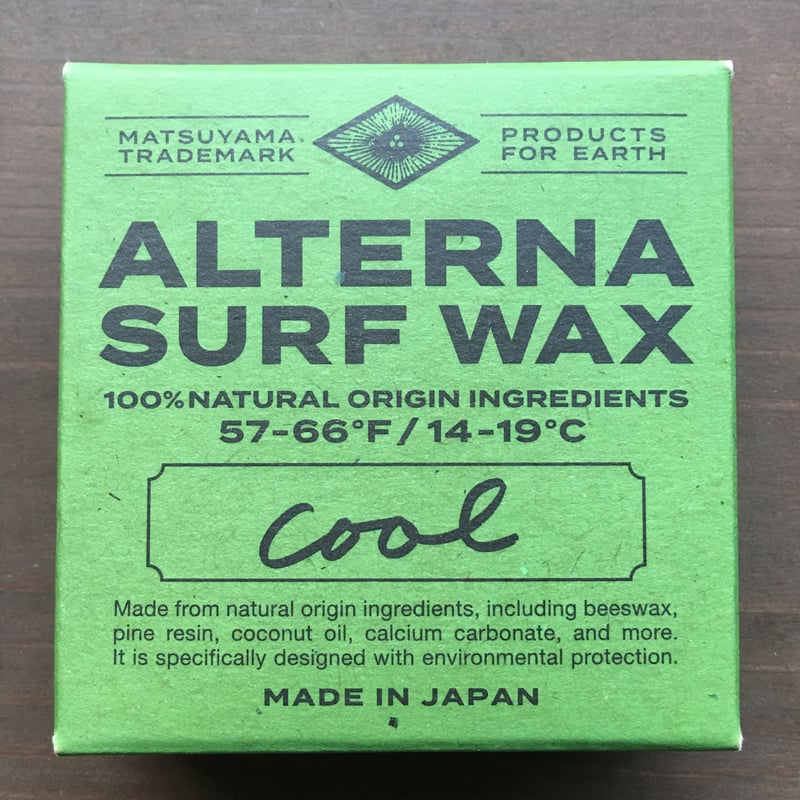 MATSUYAMA
TRADEMARK
PRODUCTS
FOR EARTH
ALTERNA
SURF WAX
100% NATURAL ORIGIN INGREDIENTS
57-66°F / 14-19°C
cool
Made from natural origin ingredients, including beeswax,
pine resin, coconut oil, calcium carbonate, and more.
It is specifically designed with environmental protection.
MADE IN JAPAN